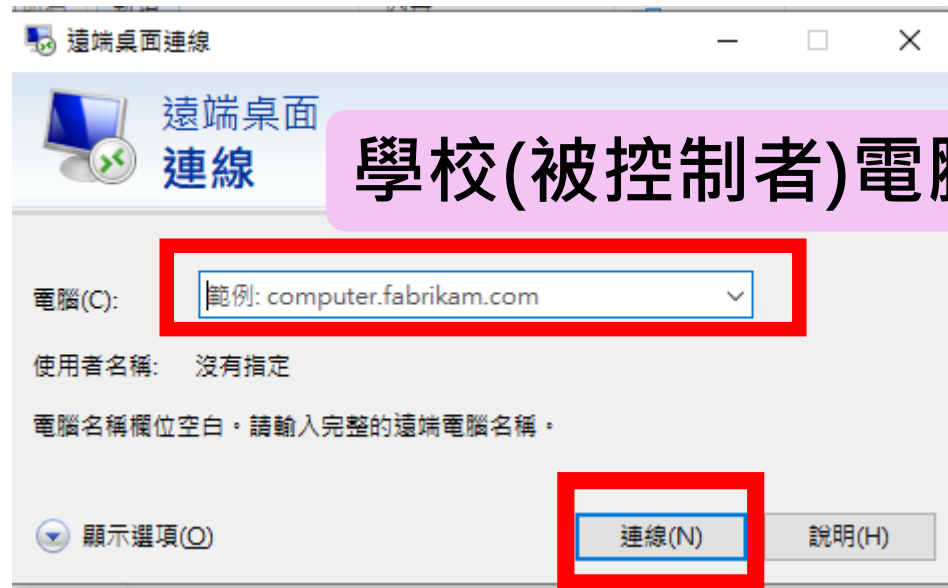 遠端桌面連線
遠端桌面
連線
學校(被控制者)電腦
電腦(C):
範例: computer.fabrikam.com
使用者名稱:
沒有指定
電腦名稱欄位空白。請輸入完整的遠端電腦名稱。
顯示選項(O)
連線(N)
說明(H)